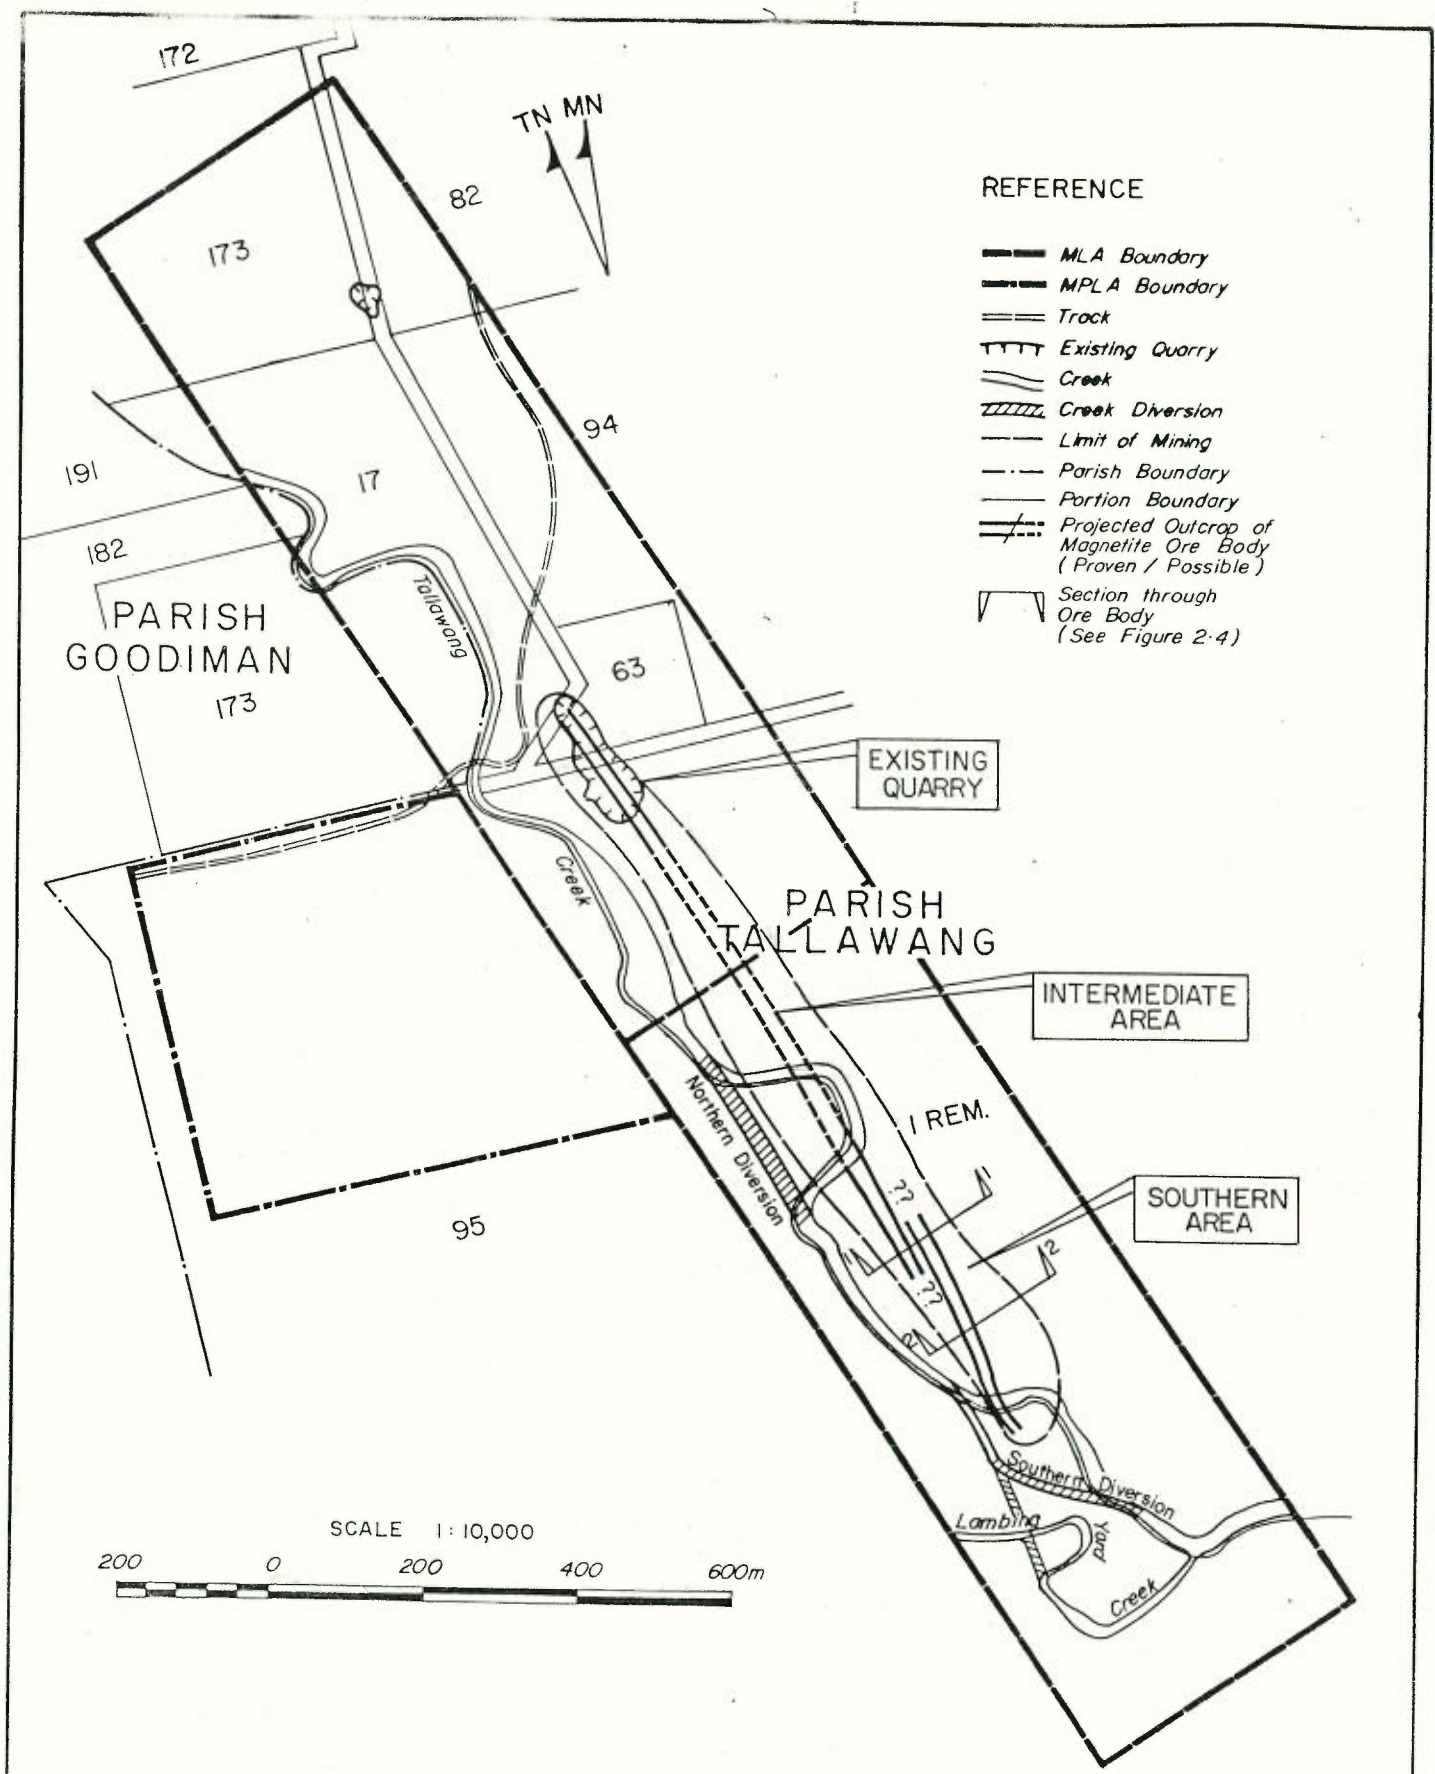 172
TN MN
82
173
REFERENCE
MLA Boundary
MPLA Boundary
Track
Existing Quarry
Creek
Creek Diversion
Limit of Mining
Parish Boundary
Portion Boundary
Projected Outcrop of
Magnetite Ore Body
(Proven / Possible)
Section through
Ore Body
(See Figure 2·4)
94
191
17
182
PARISH
GOODIMAN
Tallawang
63
173
EXISTING
QUARRY
Creek
PARISH
TALLAWANG
INTERMEDIATE
AREA
1 REM.
Northern Diversion
??
1
1
SOUTHERN
AREA
95
2
??
2
Southern Diversion
Lambing
Yard
Creek
SCALE 1:10,000
200 0 200 400 600m